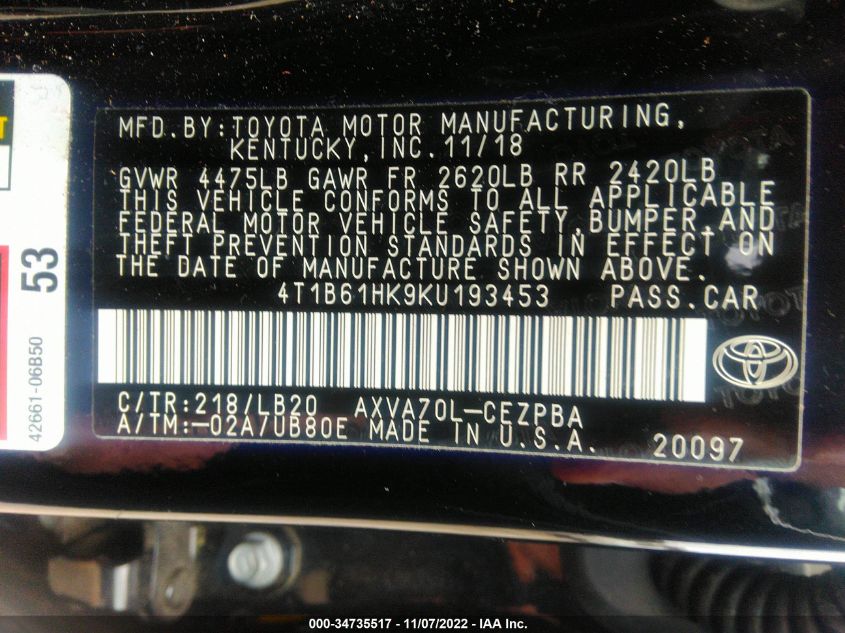 MFD.BY:TOYOTA MOTOR MANUFACTURING,
KENTUCKY,INC.11/18
GVWR 4475LB GAWR FR 2620LB RR 2420LB
THIS VEHICLE CONFORMS TO ALL APPLICABLE
FEDERAL MOTOR VEHICLE SAFETY,BUMPER,AND
THEFT PREVENTION STANDARDS IN EFFECT ON
THE DATE OF MANUFACTURE SHOWN ABOVE.
4T1B61HK9KU193453 PASS.CAR
C/TR:218/LB20 AXVA70L-CEZPBA
A/TM:-02A/UB80E MADE IN U.S.A. 20097
53
42661-06B50
000-34735517 - 11/07/2022 - IAA Inc.